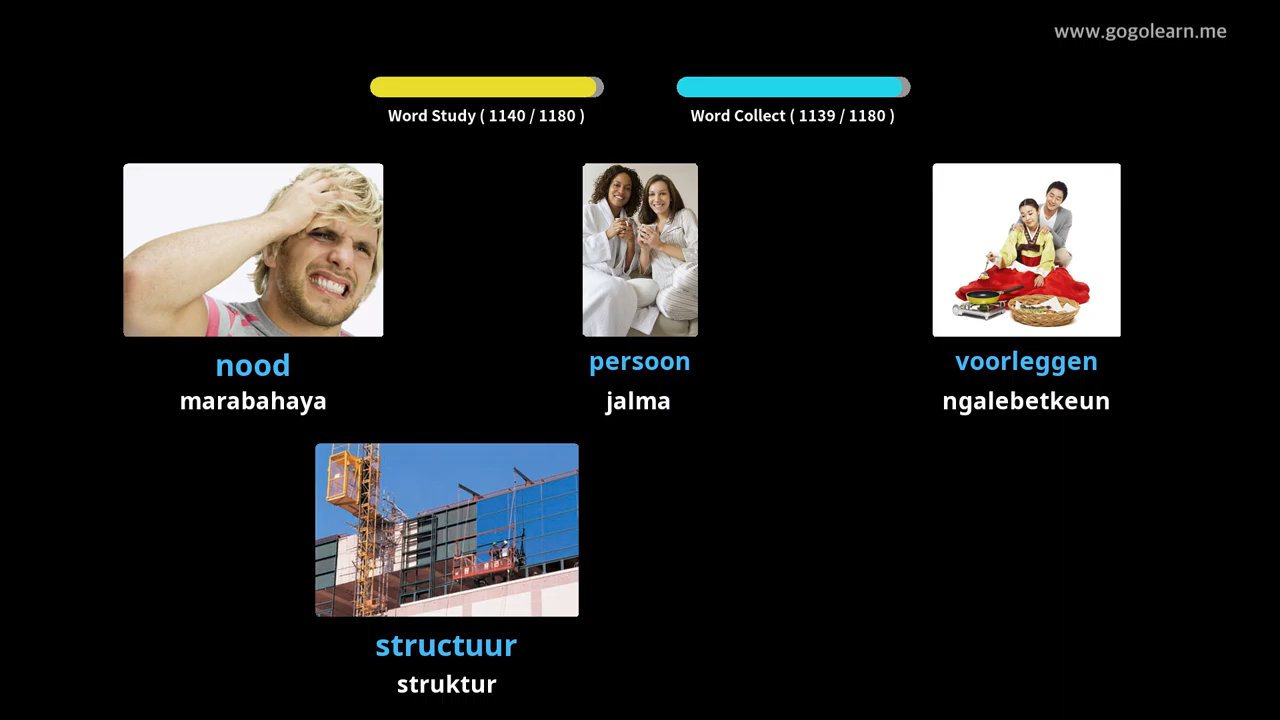 www.gogolearn.me
Word Study ( 1140 / 1180 )
Word Collect ( 1139 / 1180 )
nood
marabahaya
persoon
jalma
voorleggen
ngalebetkeun
structuur
struktur